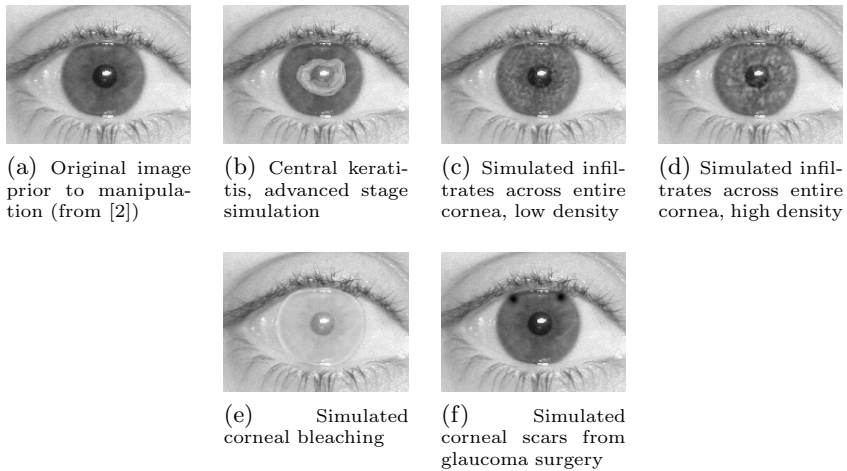 (a) Original image
prior to manipula-
tion (from [2])
(b) Central kerati-
tis, advanced stage
simulation
(c) Simulated infil-
trates across entire
cornea, low density
(d) Simulated infil-
trates across entire
cornea, high density
(e) Simulated
corneal bleaching
(f) Simulated
corneal scars from
glaucoma surgery